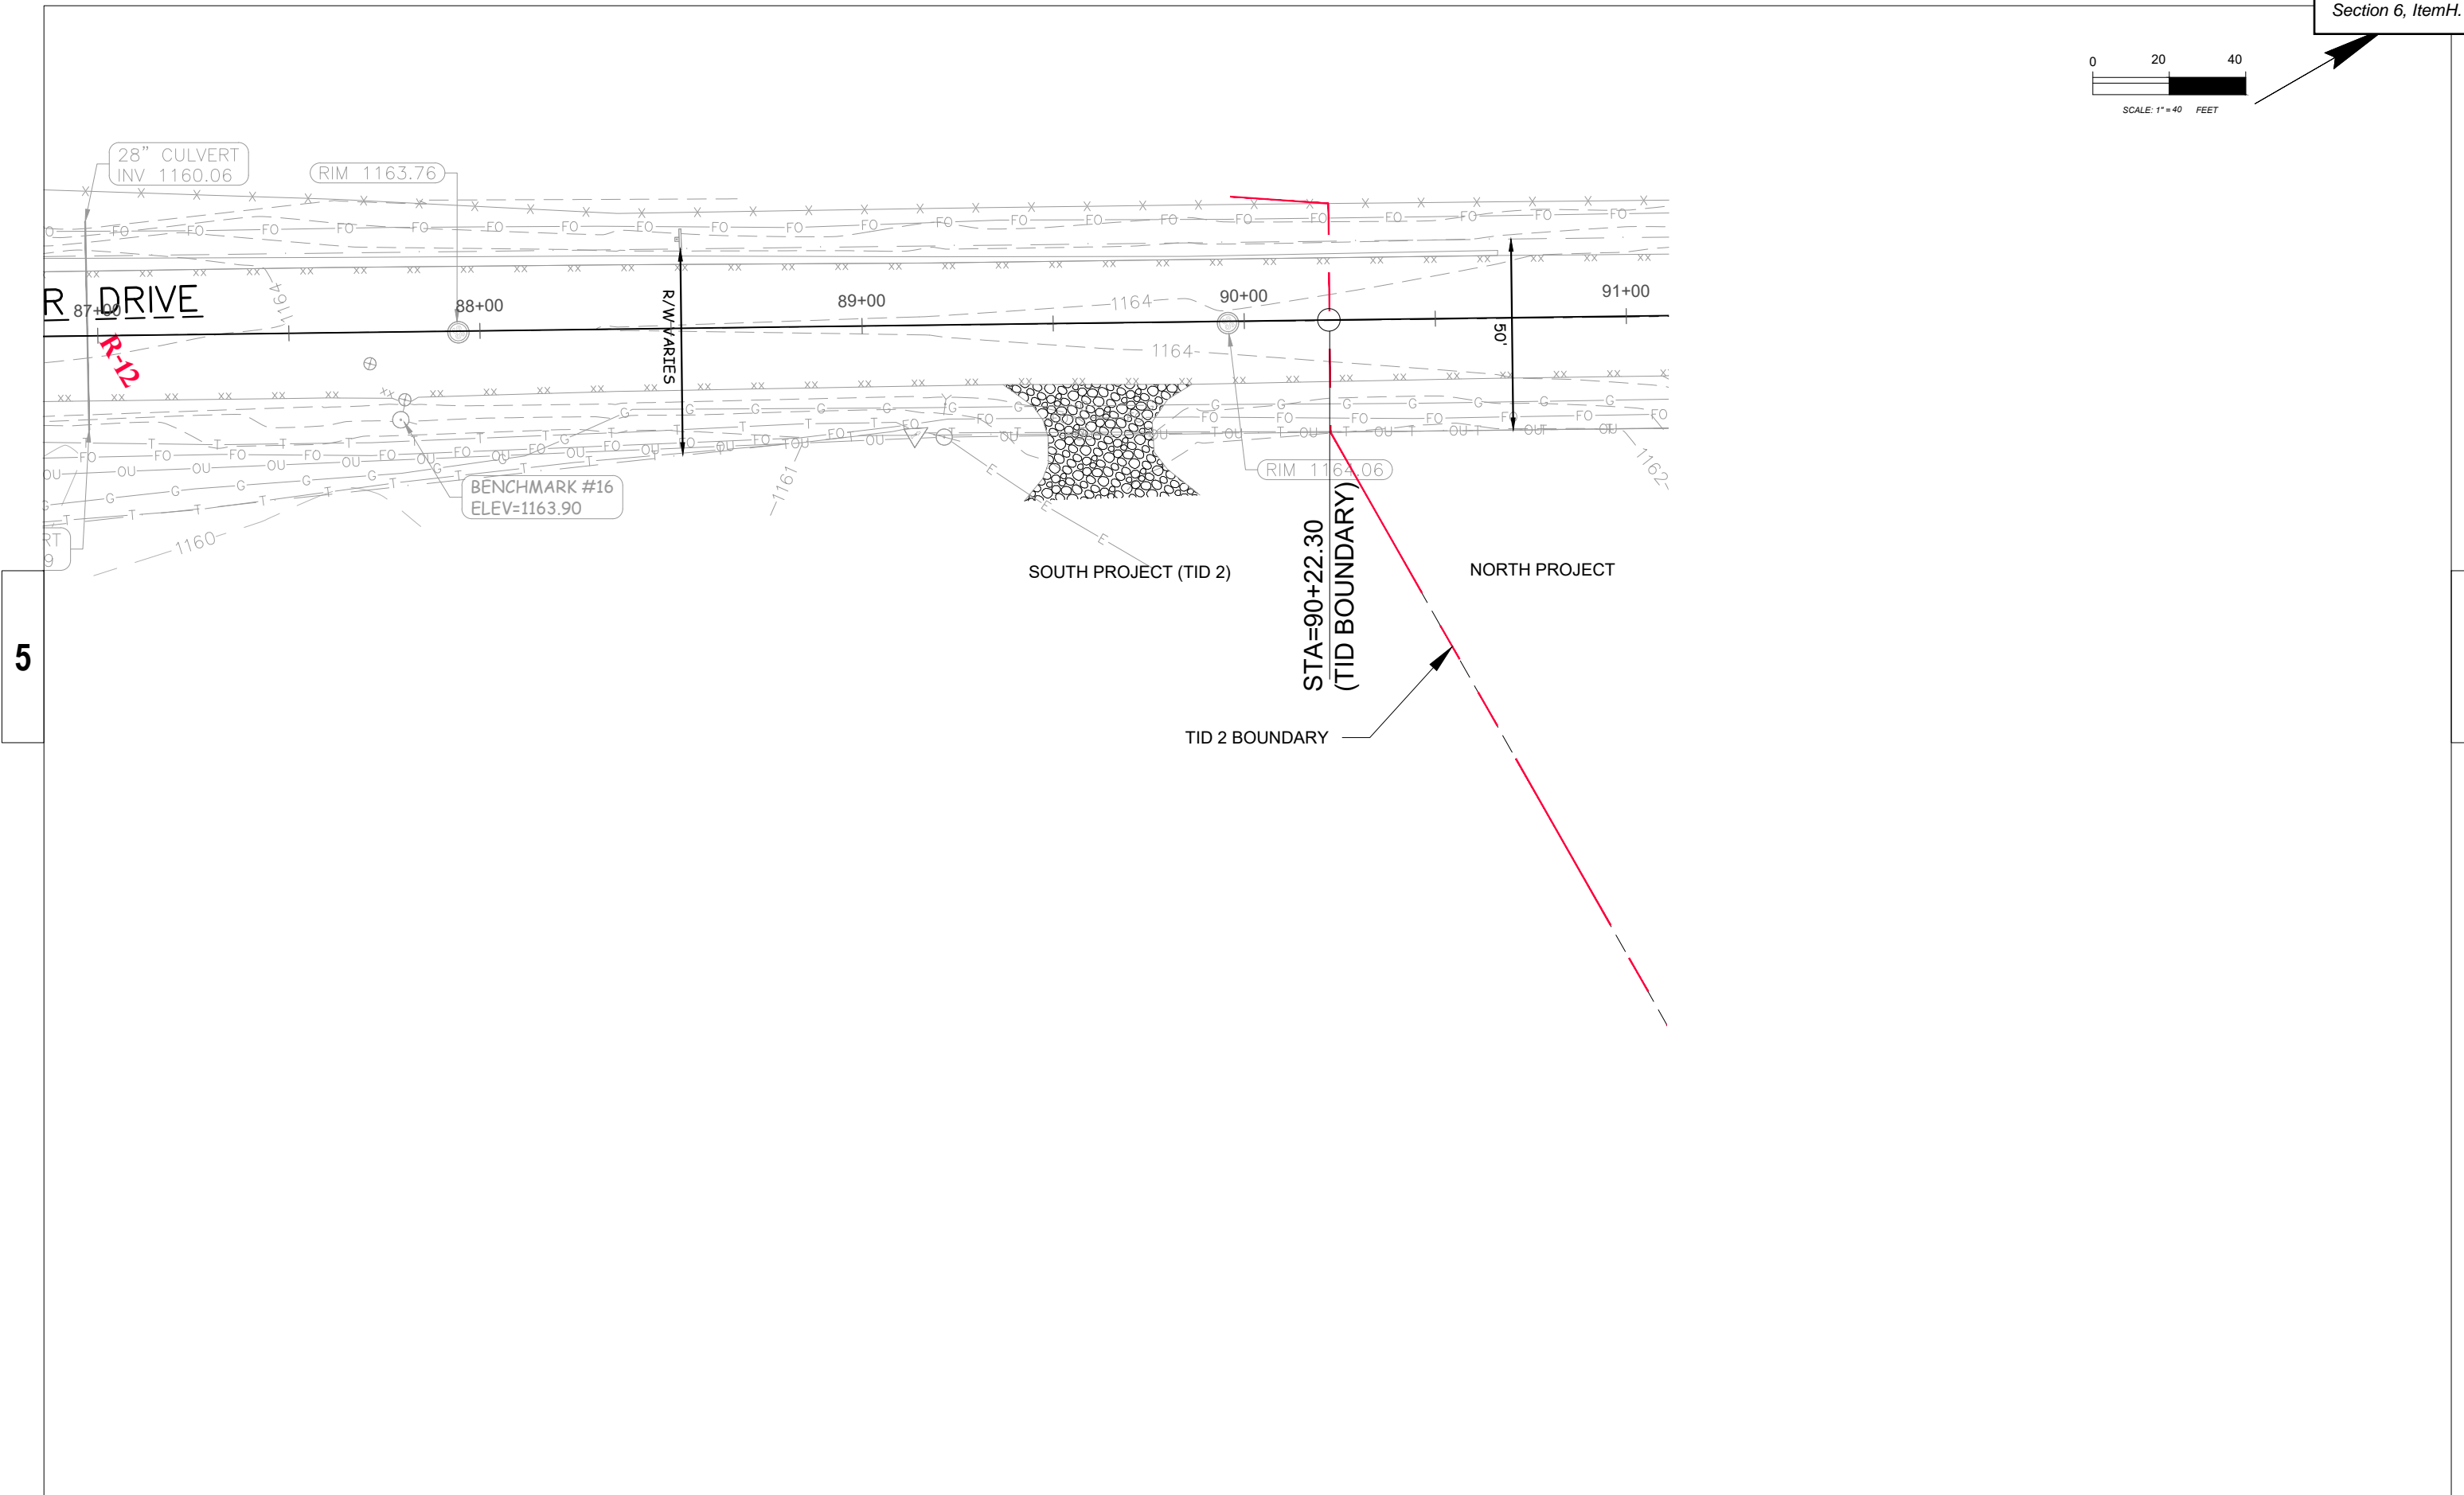 Section 6, ItemH.
0 20 40
SCALE: 1" = 40 FEET
28" CULVERT
INV 1160.06
RIM 1163.76
R DRIVE
87+00
88+00
89+00
90+00
91+00
R-12
1164
1164
1164
R/W VARIES
50'
BENCHMARK #16
ELEV=1163.90
RIM 1164.06
1160
1161
1162
RT
9
SOUTH PROJECT (TID 2)
NORTH PROJECT
STA=90+22.30
(TID BOUNDARY)
TID 2 BOUNDARY
5